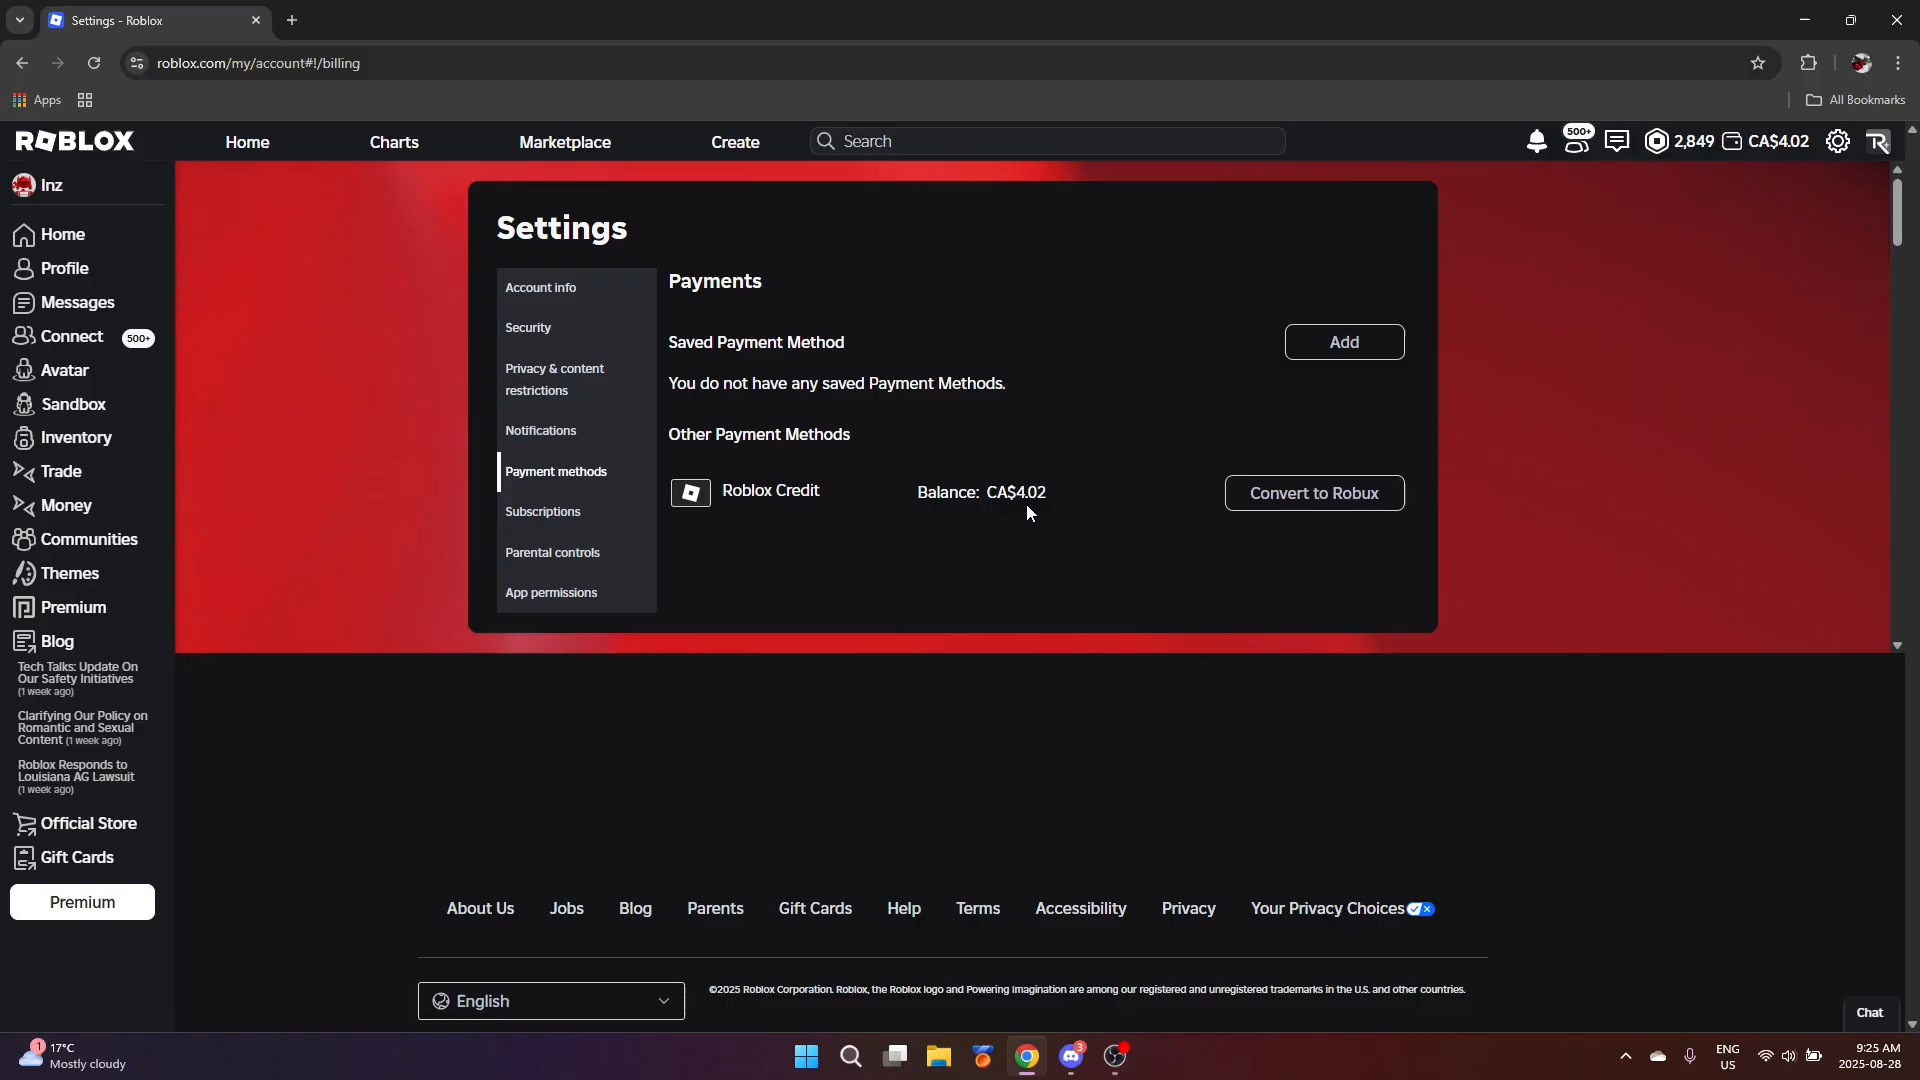 Settings - Roblox
roblox.com/my/account#!/billing
Apps
All Bookmarks
ROBLOX
Home
Charts
Marketplace
Create
Search
500+
2,849
CA$4.02
Inz
Home
Profile
Messages
Connect 500+
Avatar
Sandbox
Inventory
Trade
Money
Communities
Themes
Premium
Blog
Tech Talks: Update On
Our Safety Initiatives
(1 week ago)
Clarifying Our Policy on
Romantic and Sexual
Content (1 week ago)
Roblox Responds to
Louisiana AG Lawsuit
(1 week ago)
Official Store
Gift Cards
Premium
Settings
Account info
Security
Privacy & content
restrictions
Notifications
Payment methods
Subscriptions
Parental controls
App permissions
Payments
Saved Payment Method
Add
You do not have any saved Payment Methods.
Other Payment Methods
Roblox Credit
Balance: CA$4.02
Convert to Robux
About Us
Jobs
Blog
Parents
Gift Cards
Help
Terms
Accessibility
Privacy
Your Privacy Choices
English
©2025 Roblox Corporation. Roblox, the Roblox logo and Powering Imagination are among our registered and unregistered trademarks in the U.S. and other countries.
Chat
1
17°C
Mostly cloudy
3
ENG
US
9:25 AM
2025-08-28